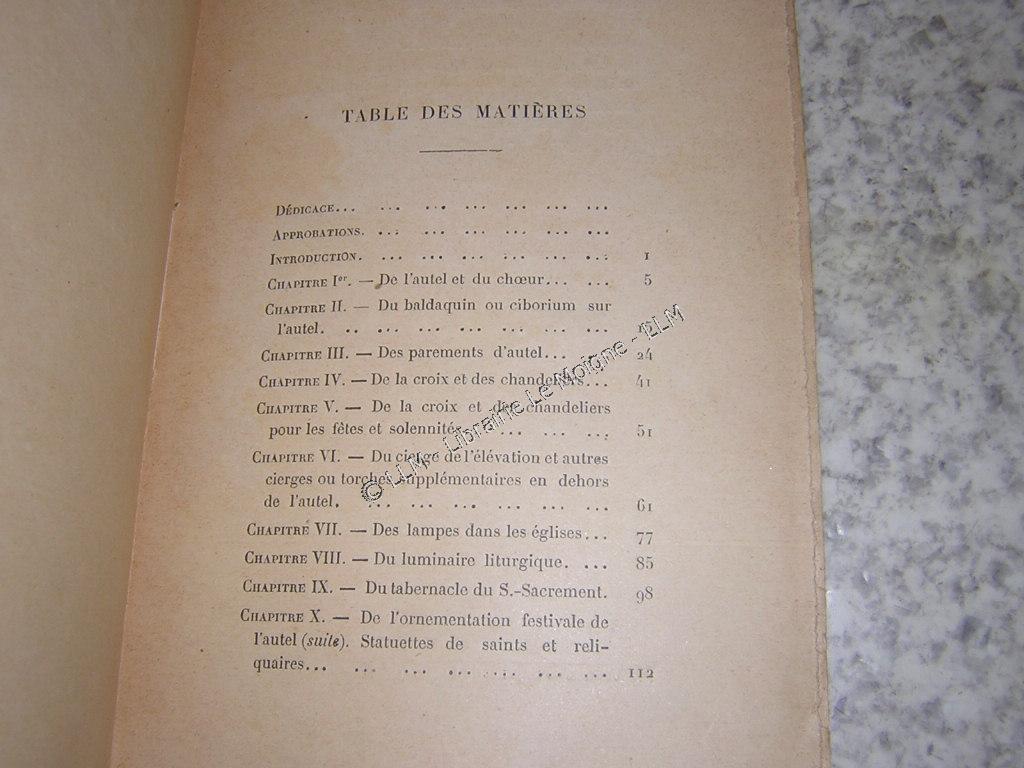 TABLE DES MATIÈRES
DÉDICACE... ... ... ... ... ... ...
APPROBATIONS. ... ... ... ... ... ...
INTRODUCTION. ... ... ... ... ... ... 1
CHAPITRE Ier. — De l'autel et du chœur... ... 5
CHAPITRE II. — Du baldaquin ou ciborium sur
l'autel. .. ... ... ... ... ... ...
CHAPITRE III. — Des parements d'autel... ... 24
CHAPITRE IV. — De la croix et des chandeliers... 41
CHAPITRE V. — De la croix et des chandeliers
pour les fêtes et solennités. ... ... ... 51
CHAPITRE VI. — Du cierge de l'élévation et autres
cierges ou torches supplémentaires en dehors
de l'autel. ... ... ... ... ... ... 61
CHAPITRE VII. — Des lampes dans les églises... 77
CHAPITRE VIII. — Du luminaire liturgique. ... 85
CHAPITRE IX. — Du tabernacle du S.-Sacrement. 98
CHAPITRE X. — De l'ornementation festivale de
l'autel (suite). Statuettes de saints et reli-
quaires... ... ... ... ... ... ... 112
© LLM - Librairie Le Moigne - LLM